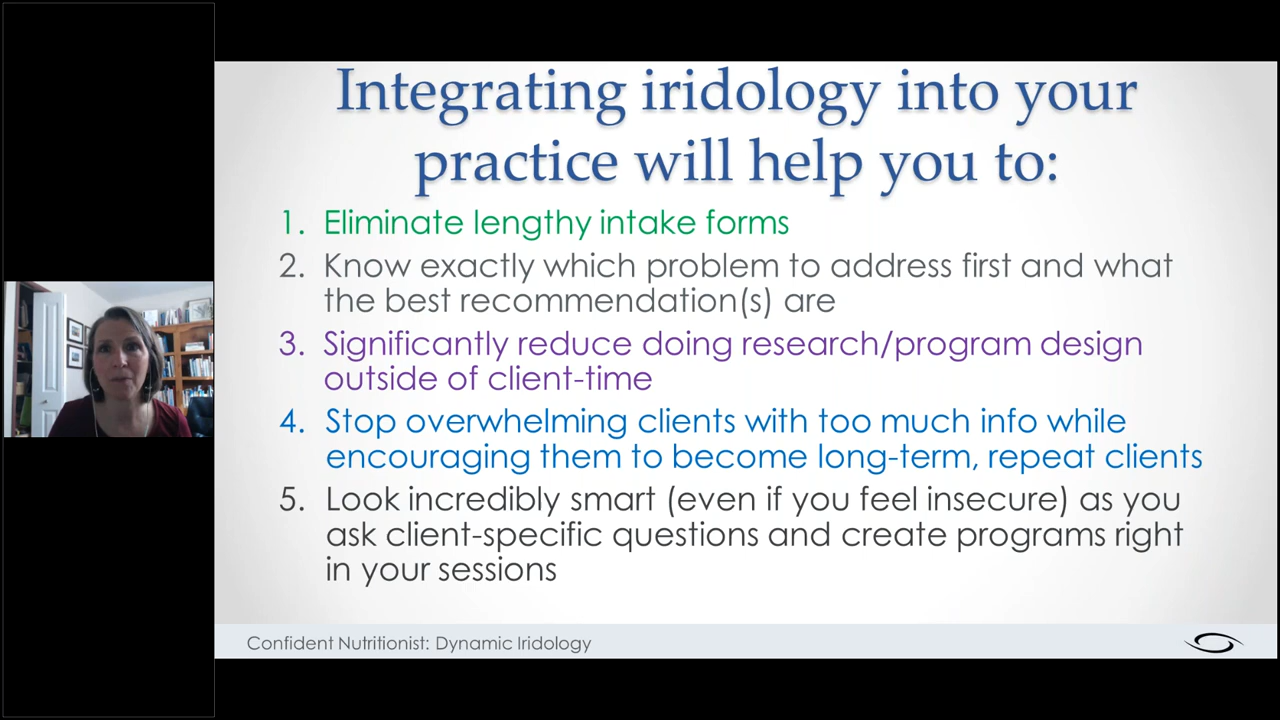 Integrating iridology into your
practice will help you to:
1. Eliminate lengthy intake forms
2. Know exactly which problem to address first and what
the best recommendation(s) are
3. Significantly reduce doing research/program design
outside of client-time
4. Stop overwhelming clients with too much info while
encouraging them to become long-term, repeat clients
5. Look incredibly smart (even if you feel insecure) as you
ask client-specific questions and create programs right
in your sessions
Confident Nutritionist: Dynamic Iridology